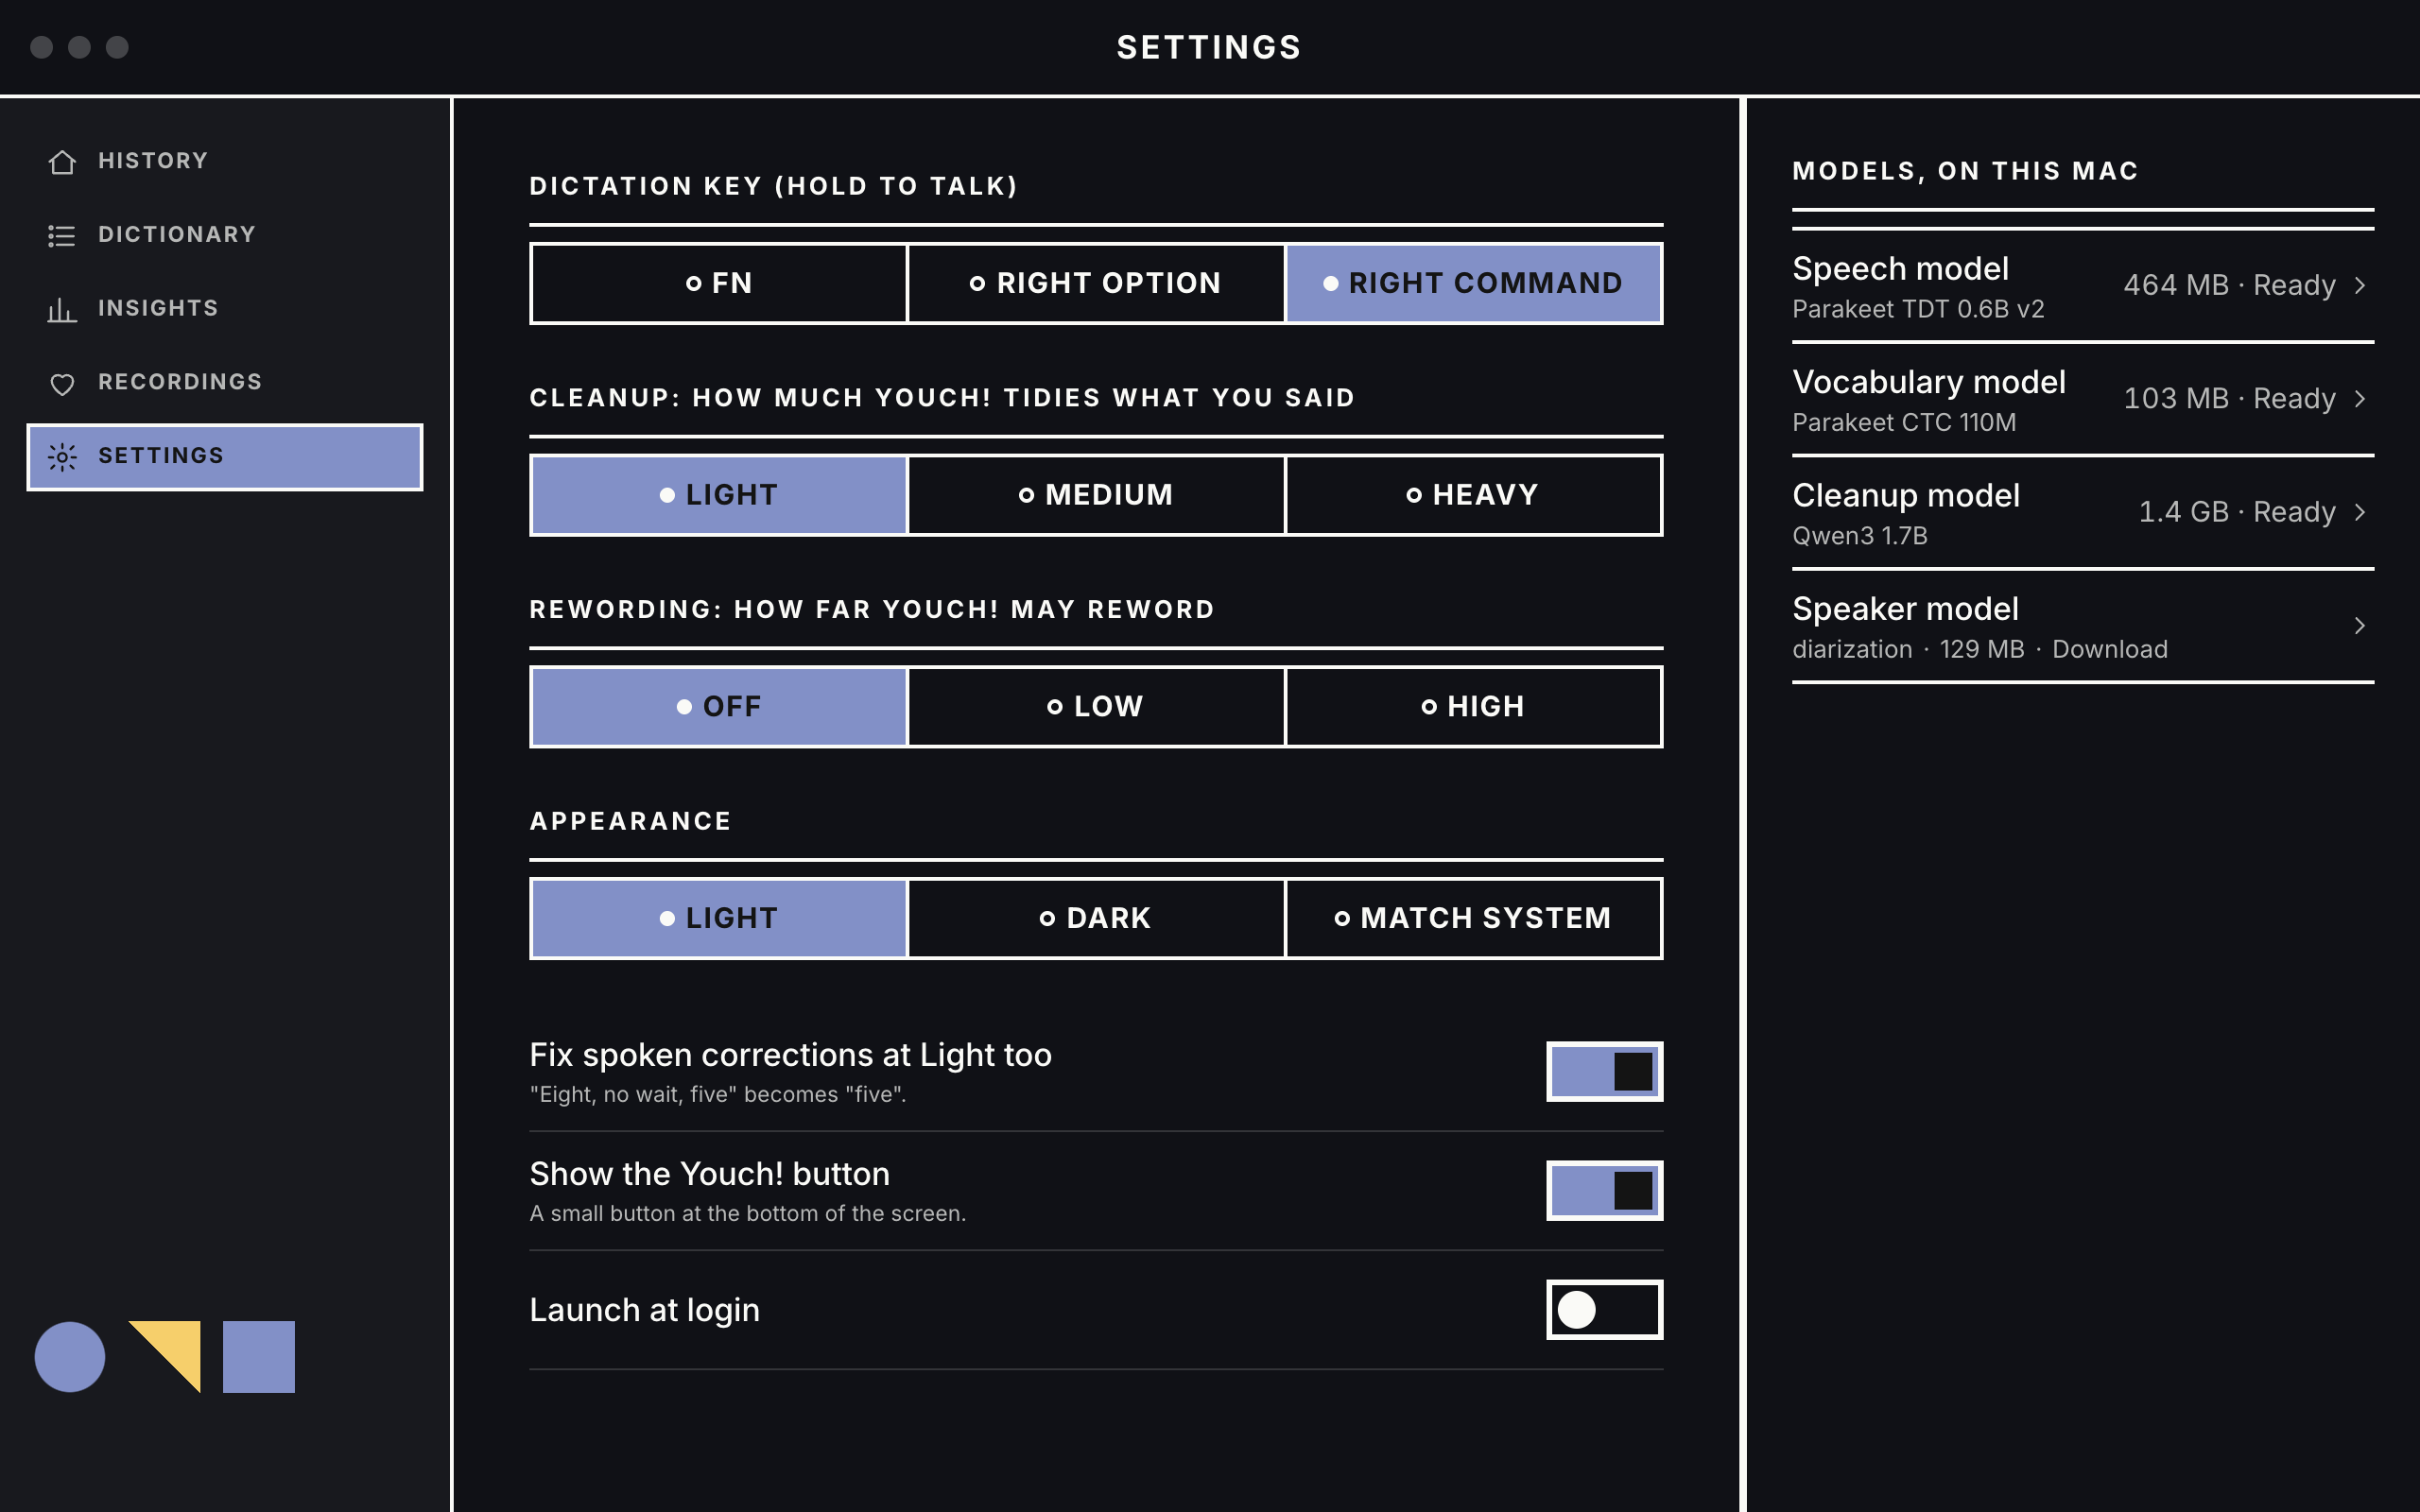 SETTINGS
HISTORY
DICTIONARY
INSIGHTS
RECORDINGS
SETTINGS
DICTATION KEY (HOLD TO TALK)
FN
RIGHT OPTION
RIGHT COMMAND
CLEANUP: HOW MUCH YOUCH! TIDIES WHAT YOU SAID
LIGHT
MEDIUM
HEAVY
REWORDING: HOW FAR YOUCH! MAY REWORD
OFF
LOW
HIGH
APPEARANCE
LIGHT
DARK
MATCH SYSTEM
Fix spoken corrections at Light too
"Eight, no wait, five" becomes "five".
Show the Youch! button
A small button at the bottom of the screen.
Launch at login
MODELS, ON THIS MAC
Speech model
Parakeet TDT 0.6B v2
464 MB · Ready
Vocabulary model
Parakeet CTC 110M
103 MB · Ready
Cleanup model
Qwen3 1.7B
1.4 GB · Ready
Speaker model
diarization · 129 MB · Download